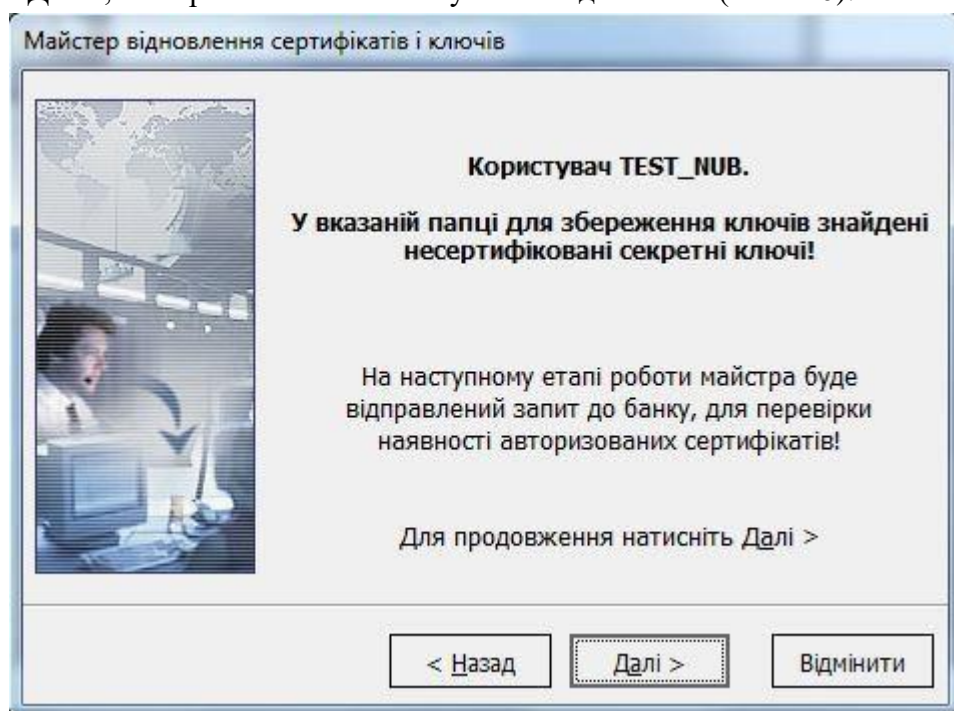 Майстер відновлення сертифікатів і ключів
Користувач TEST_NUB.
У вказаній папці для збереження ключів знайдені
несертифіковані секретні ключі!
На наступному етапі роботи майстра буде
відправлений запит до банку, для перевірки
наявності авторизованих сертифікатів!
Для продовження натисніть Далі >
< Назад
Далі >
Відмінити